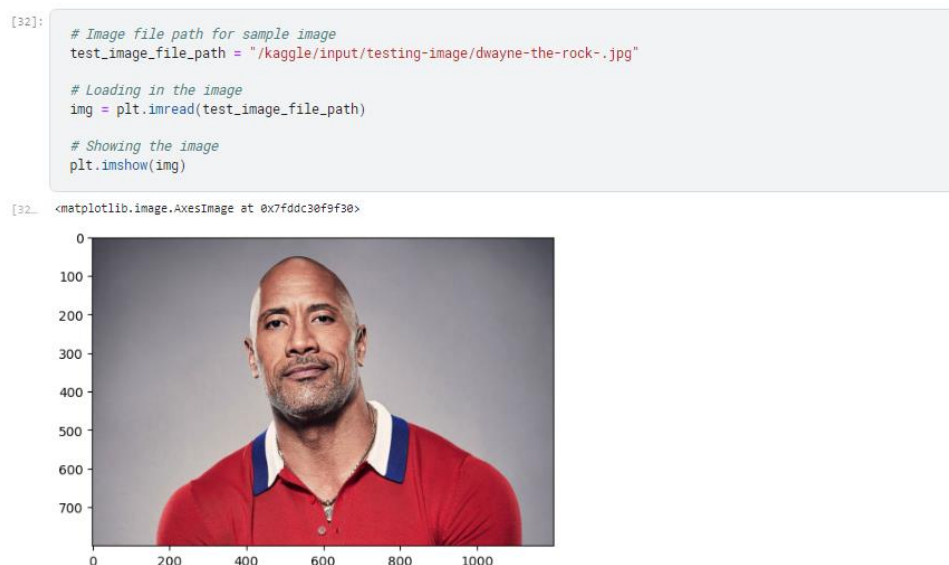 [32]:
# Image file path for sample image
test_image_file_path = "/kaggle/input/testing-image/dwayne-the-rock-.jpg"
# Loading in the image
img = plt.imread(test_image_file_path)
# Showing the image
plt.imshow(img)
[32…
<matplotlib.image.AxesImage at 0x7fddc30f9f30>
0
100
200
300
400
500
600
700
0 200 400 600 800 1000